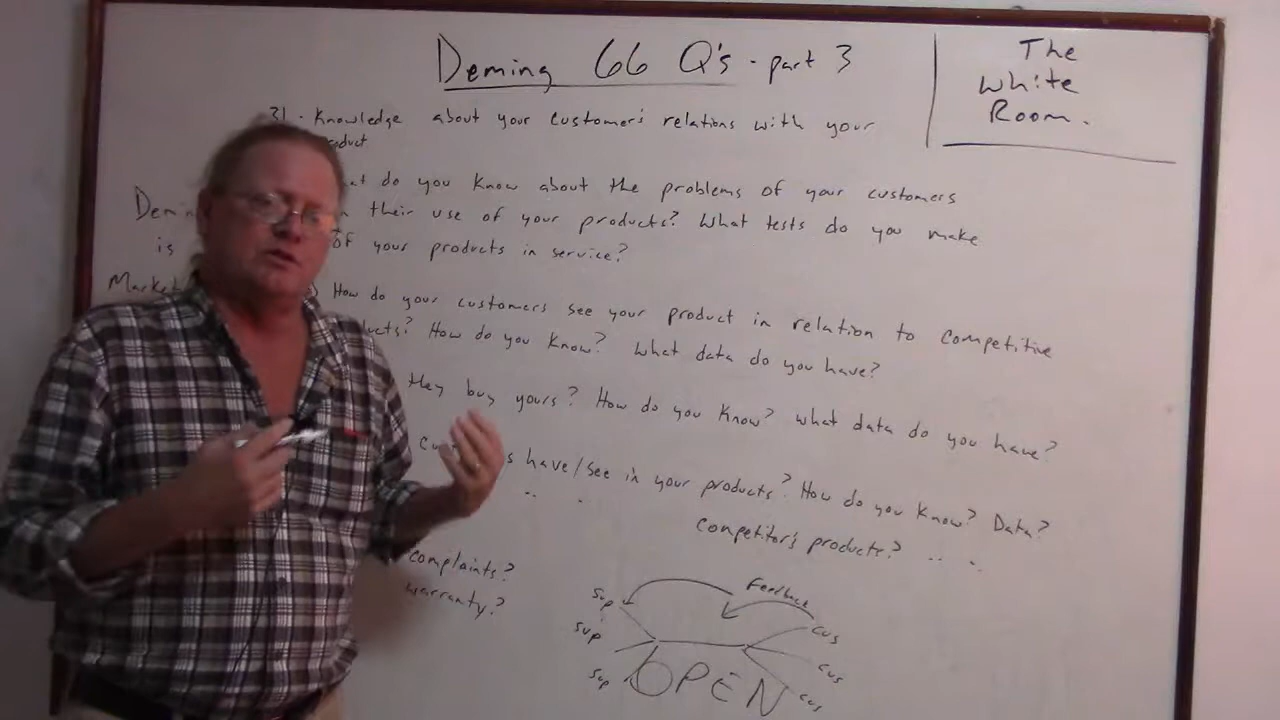 Deming 66 Q's - part 3
The
White
Room.
31 - Knowledge about your customer's relations with your
do you know about the problems of your customers
their use of your products? What tests do you make
of your products in service?
Deming
is
How do your customers see your product in relation to competitive
How do you know? What data do you have?
they buy yours? How do you know? what data do you have?
have/see in your products? How do you know? Data?
.. ..
Competitor's products? .. ..
complaints?
warranty?
Feedback
Sup
Sup
Sup
cus
cus
cus
OPEN